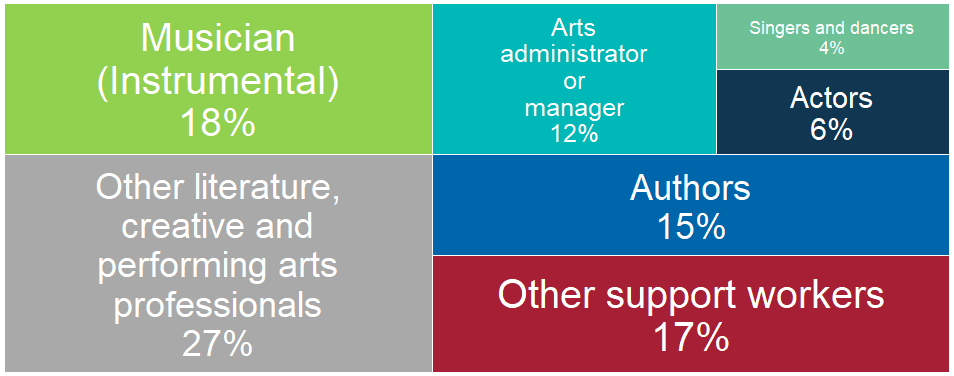 Musician
(Instrumental)
18%
Arts
administrator
or
manager
12%
Singers and dancers
4%
Actors
6%
Other literature,
creative and
performing arts
professionals
27%
Authors
15%
Other support workers
17%